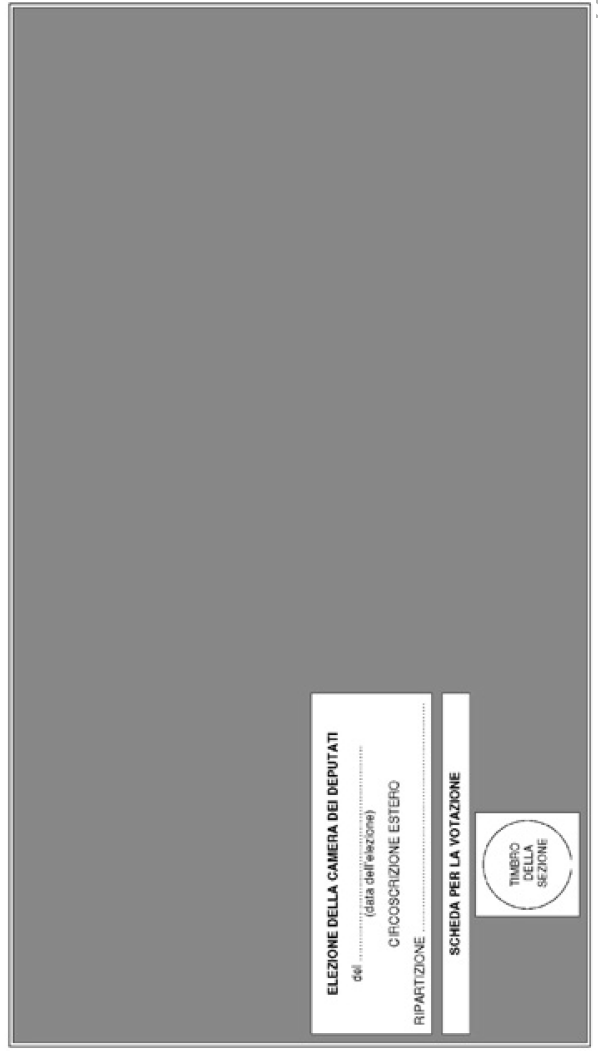 ELEZIONE DELLA CAMERA DEI DEPUTATI
del ........................................................
(data dell'elezione)
CIRCOSCRIZIONE ESTERO
RIPARTIZIONE ........................................................
SCHEDA PER LA VOTAZIONE
TIMBRO
DELLA
SEZIONE